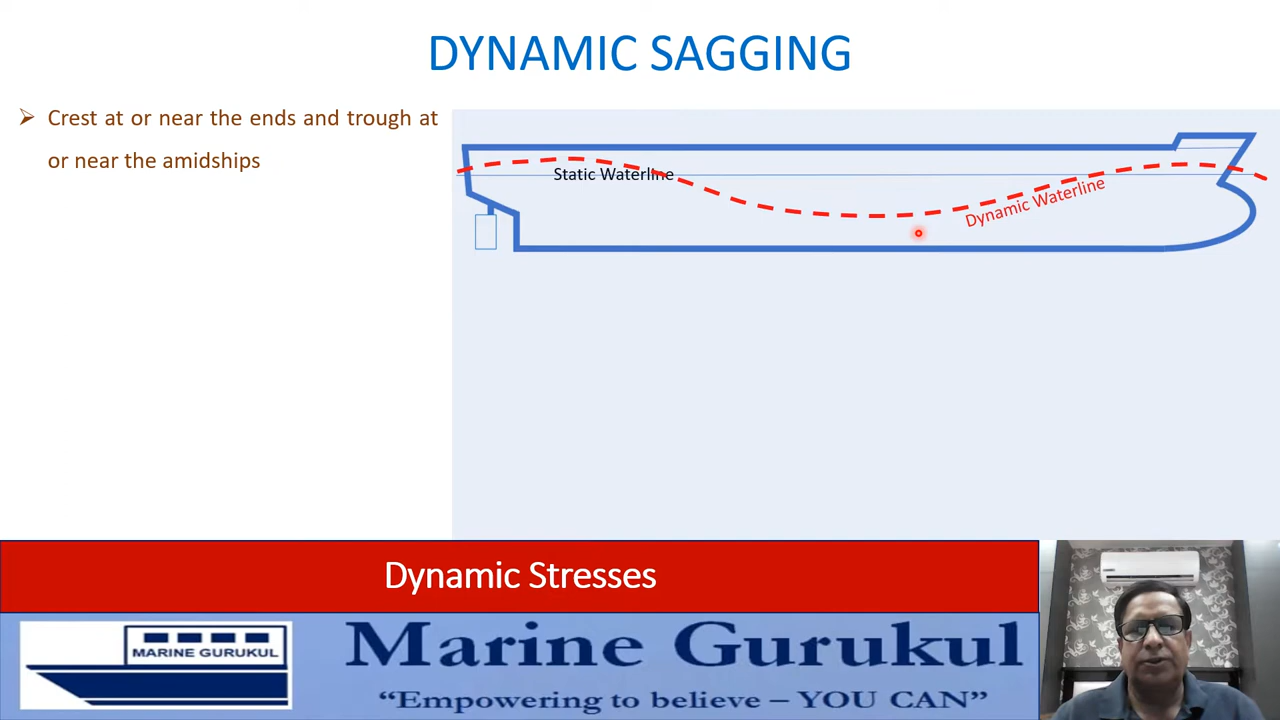 DYNAMIC SAGGING
Crest at or near the ends and trough at
or near the amidships
Static Waterline
Dynamic Waterline
Dynamic Stresses
MARINE GURUKUL
Marine Gurukul
“Empowering to believe – YOU CAN”